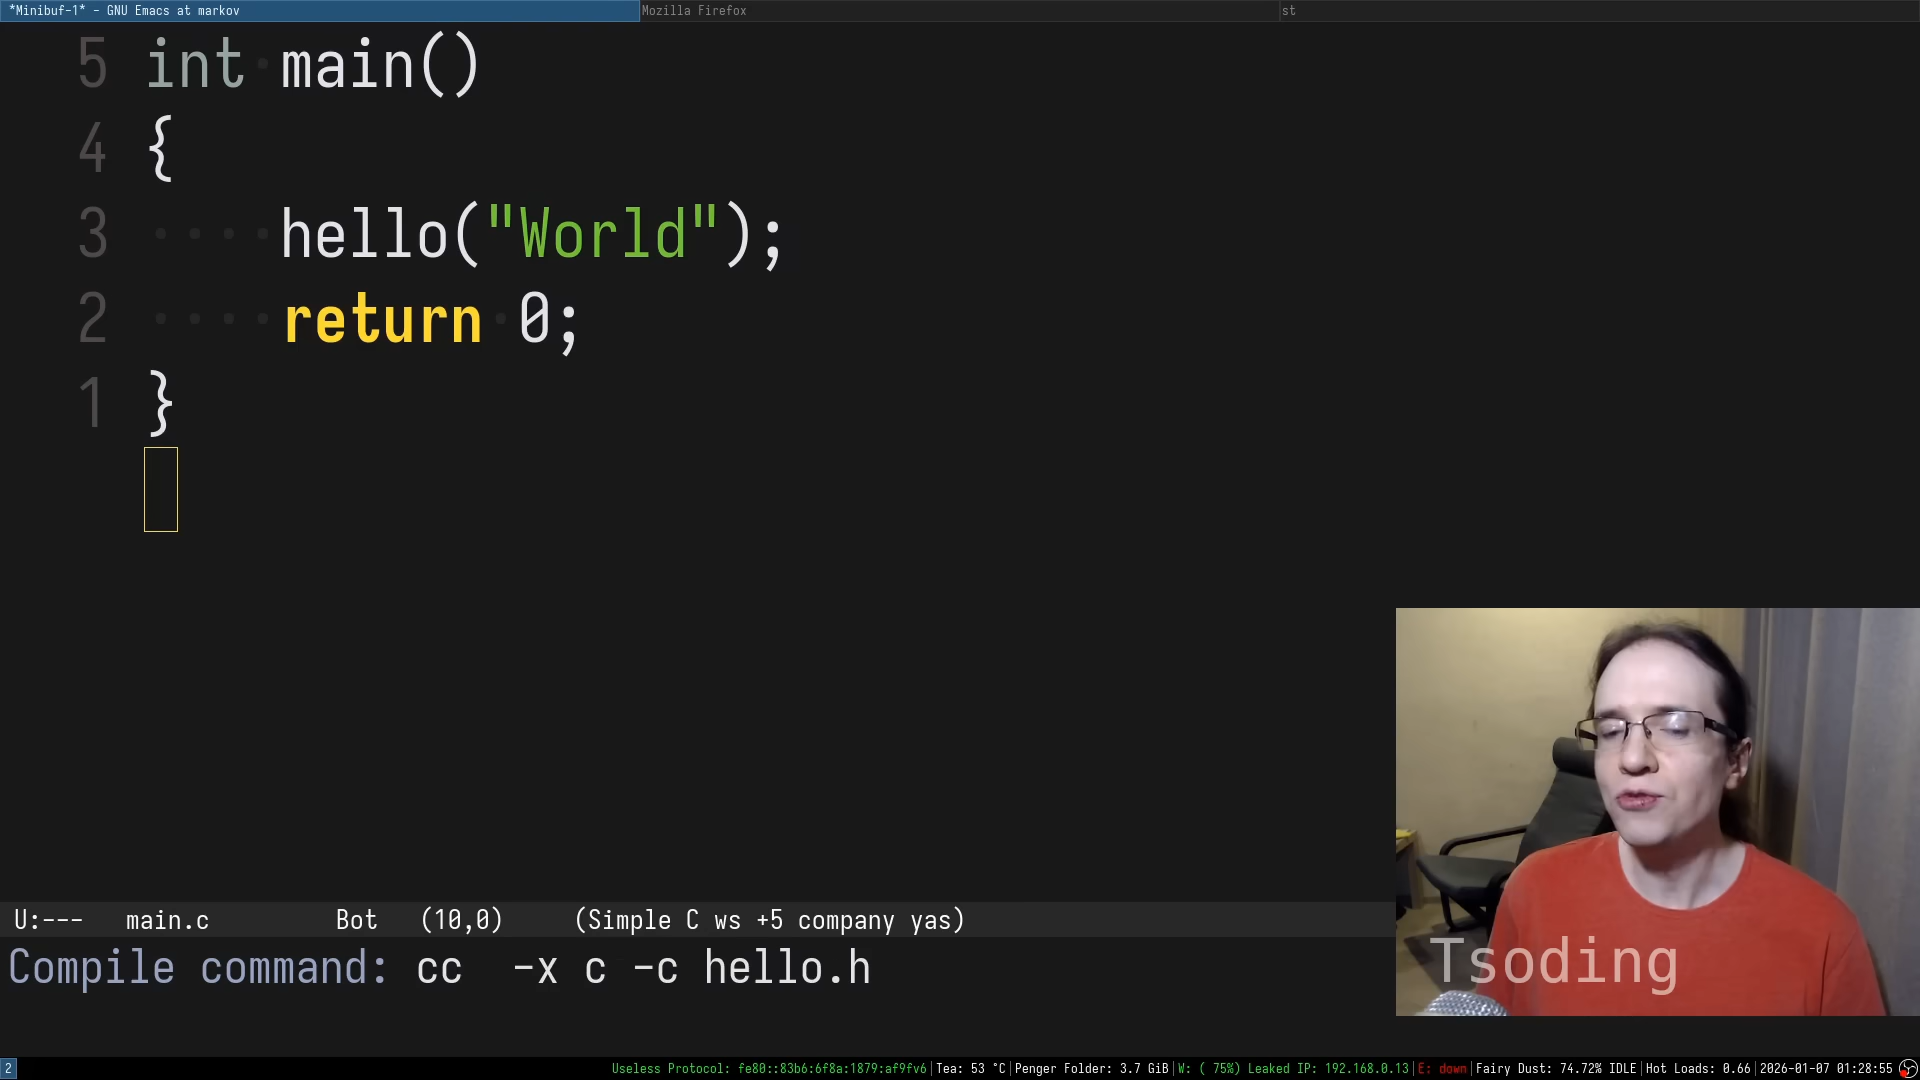 *Minibuf-1* - GNU Emacs at markov
Mozilla Firefox
st
5 int main()
4 {
3 hello("World");
2 return 0;
1 }
U:--- main.c Bot (10,0) (Simple C ws +5 company yas)
Compile command: cc -x c -c hello.h
Tsoding
2
Useless Protocol: fe80::83b6:6f8a:1879:af9fv6|Tea: 53 °C|Penger Folder: 3.7 GiB|W: ( 75%) Leaked IP: 192.168.0.13|E: down|Fairy Dust: 74.72% IDLE|Hot Loads: 0.66|2026-01-07 01:28:55